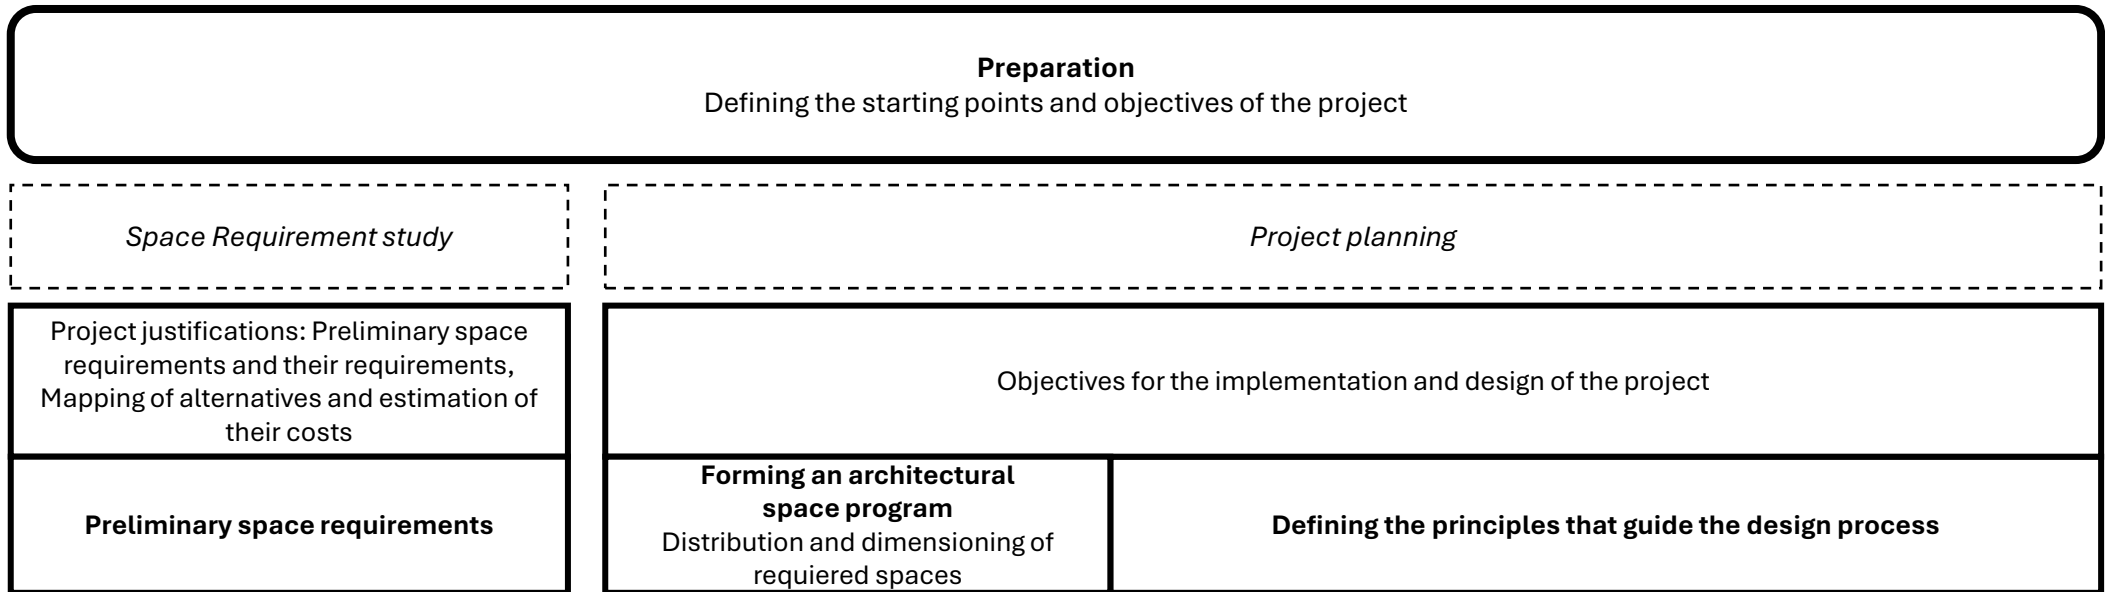 Preparation
Defining the starting points and objectives of the project
Space Requirement study
Project planning
Project justifications: Preliminary space
requirements and their requirements,
Mapping of alternatives and estimation of
their costs
Objectives for the implementation and design of the project
Preliminary space requirements
Forming an architectural
space program
Distribution and dimensioning of
requiered spaces
Defining the principles that guide the design process